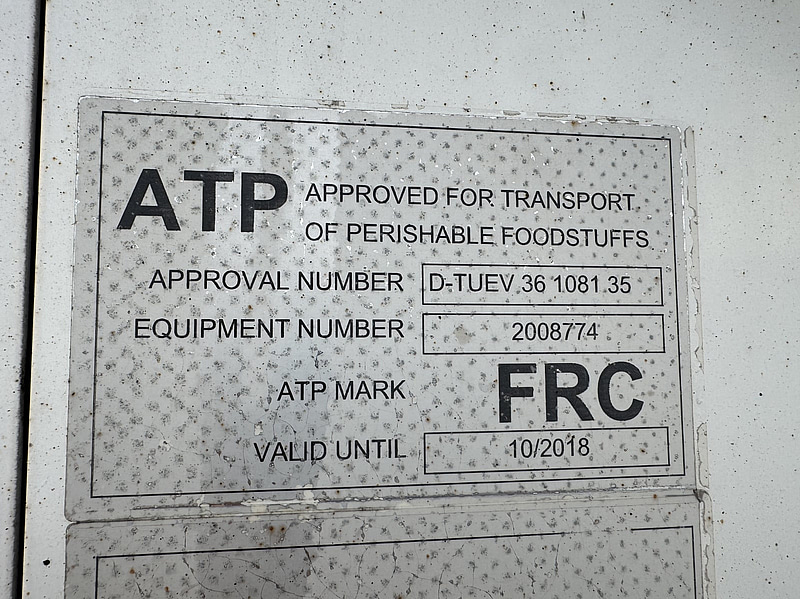 ATP APPROVED FOR TRANSPORT
OF PERISHABLE FOODSTUFFS
APPROVAL NUMBER D-TUEV 36 1081 35
EQUIPMENT NUMBER 2008774
ATP MARK FRC
VALID UNTIL 10/2018